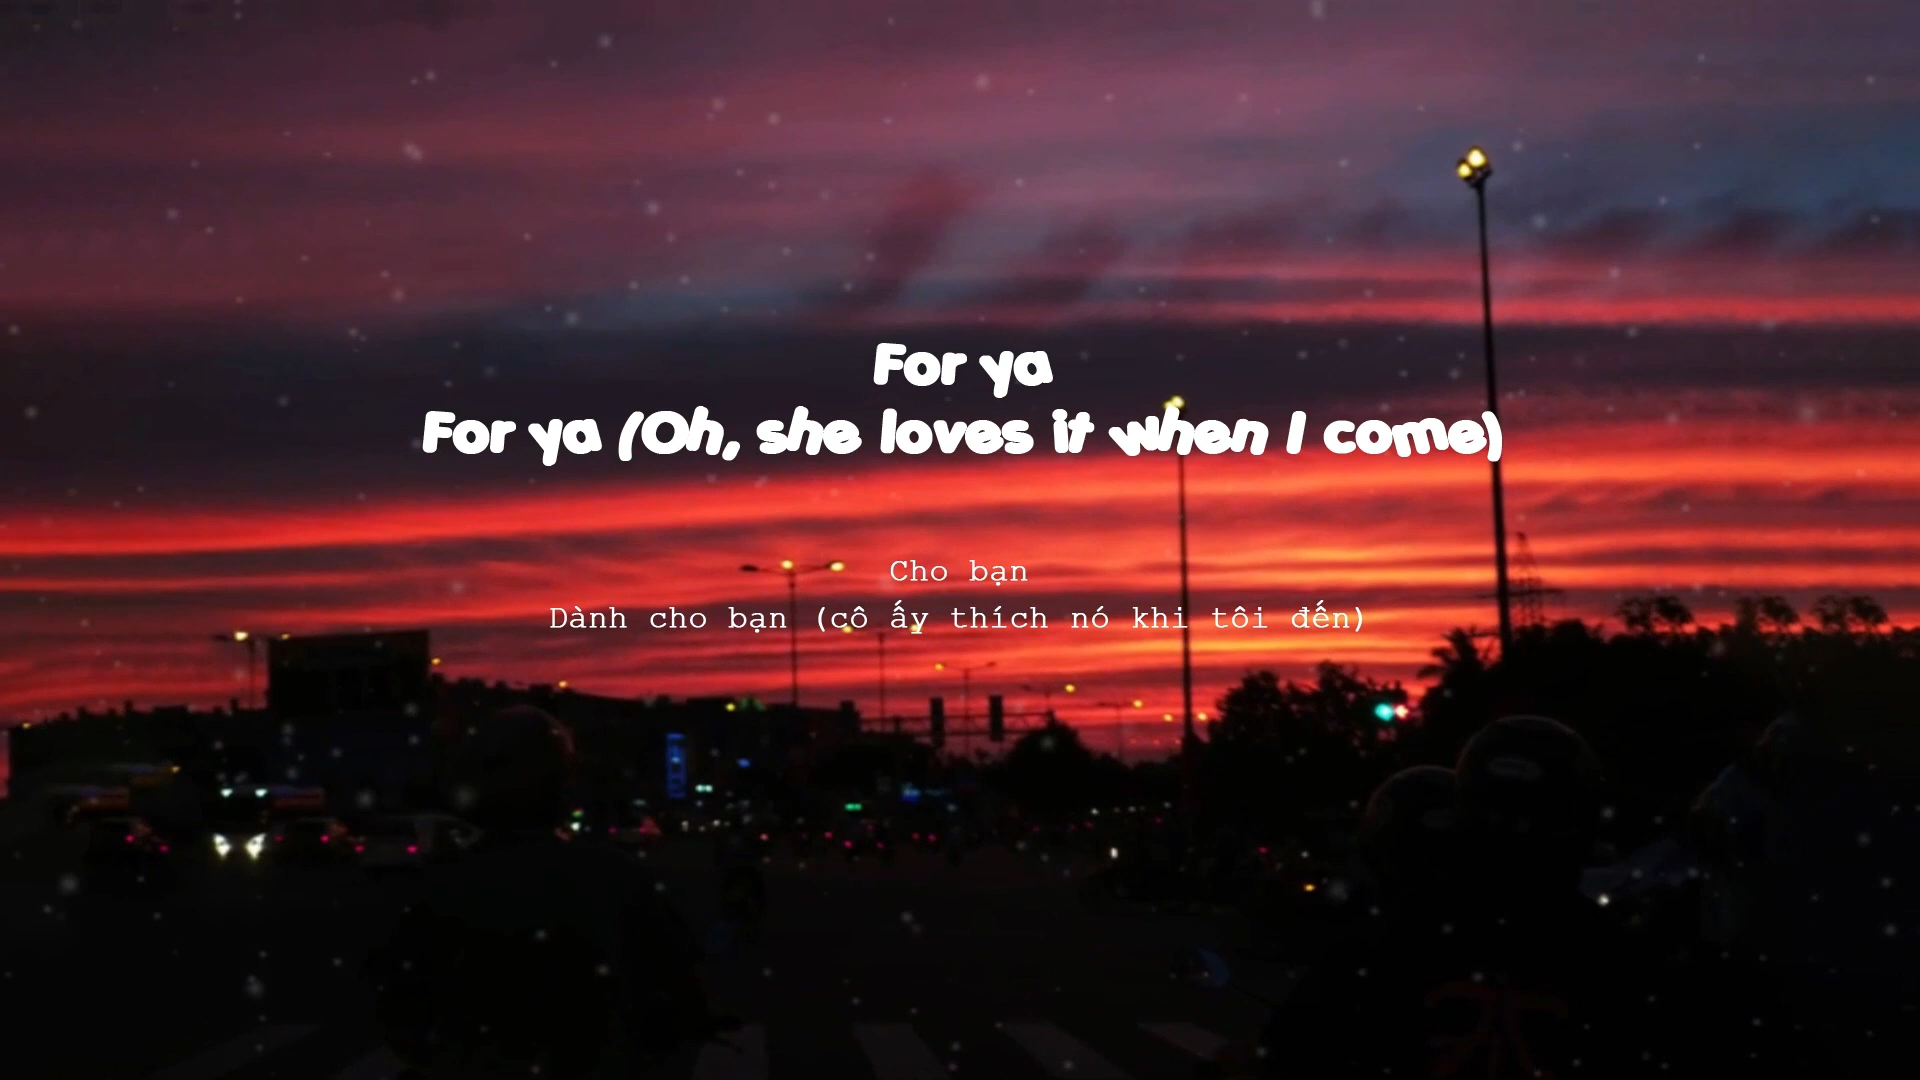 For ya
For ya (Oh, she loves it when I come)
Cho bạn
Dành cho bạn (cô ấy thích nó khi tôi đến)